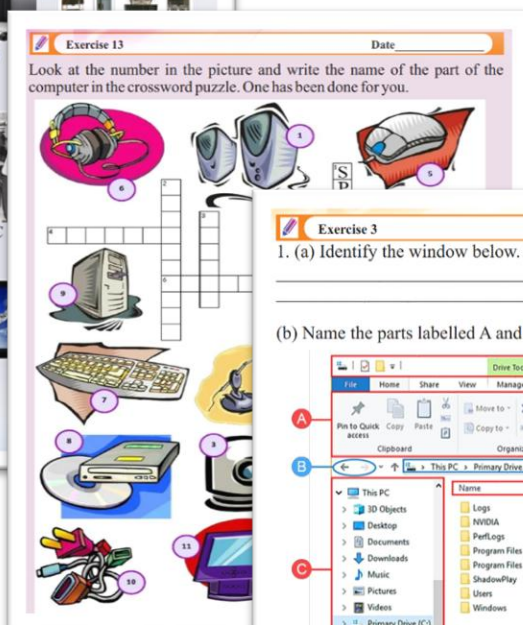 Exercise 13 Date
Look at the number in the picture and write the name of the part of the
computer in the crossword puzzle. One has been done for you.
1
S
P
5
6
2
3
4
6
9
7
8
3
11
10
Exercise 3
1. (a) Identify the window below.
(b) Name the parts labelled A and
Drive Too
File Home Share View Manag
A
Pin to Quick access
Copy
Paste
Move to
Copy to
Clipboard Organi
B
This PC > Primary Drive
C
This PC
3D Objects
Desktop
Documents
Downloads
Music
Pictures
Videos
Primary Drive (C:)
Name
Logs
NVIDIA
PerfLogs
Program Files
Program Files
ShadowPlay
Users
Windows